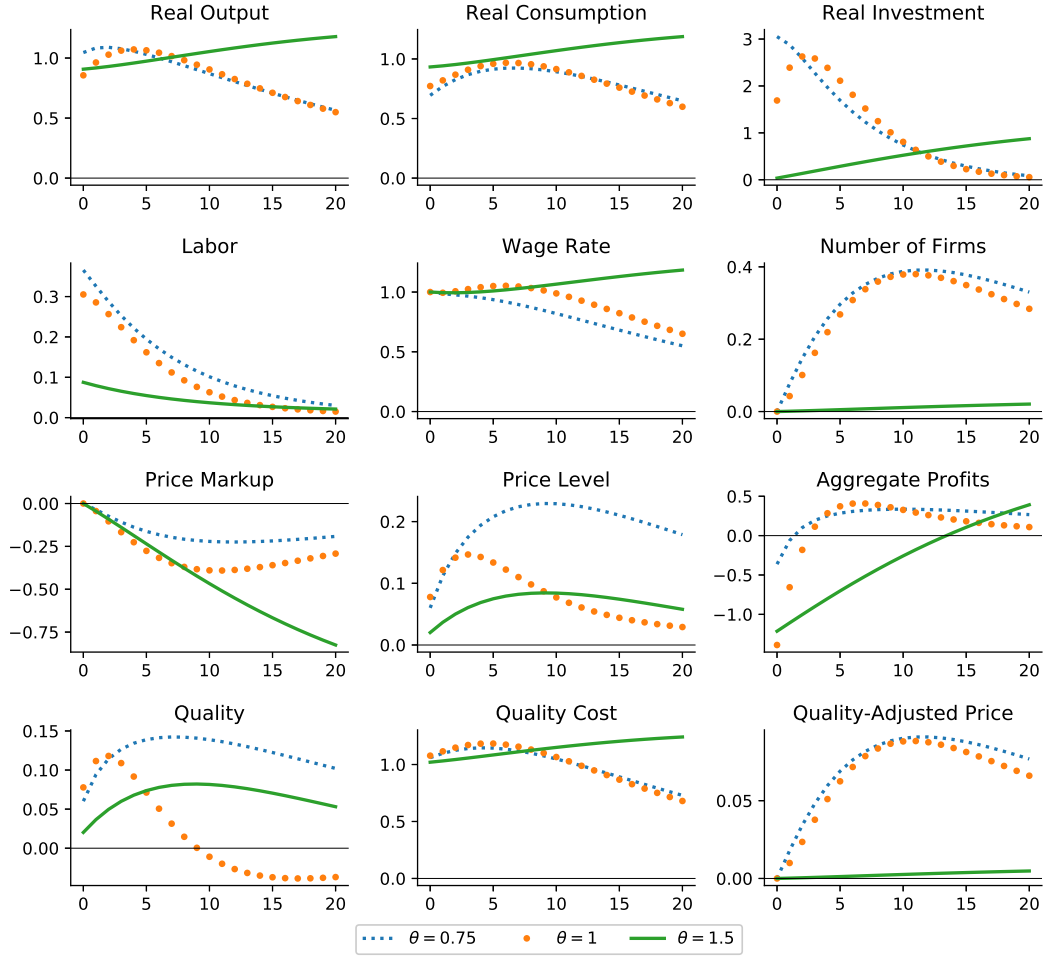 Real Output
Real Consumption
Real Investment
1.0
0.5
0.0
0 5 10 15 20
1.0
0.5
0.0
0 5 10 15 20
3
2
1
0
0 5 10 15 20
Labor
Wage Rate
Number of Firms
0.3
0.2
0.1
0.0
0 5 10 15 20
1.0
0.5
0.0
0 5 10 15 20
0.4
0.2
0.0
0 5 10 15 20
Price Markup
Price Level
Aggregate Profits
0.00
−0.25
−0.50
−0.75
0 5 10 15 20
0.2
0.1
0.0
0 5 10 15 20
0.5
0.0
−0.5
−1.0
0 5 10 15 20
Quality
Quality Cost
Quality-Adjusted Price
0.15
0.10
0.05
0.00
0 5 10 15 20
1.0
0.5
0.0
0 5 10 15 20
0.05
0.00
0 5 10 15 20
θ = 0.75 θ = 1 θ = 1.5